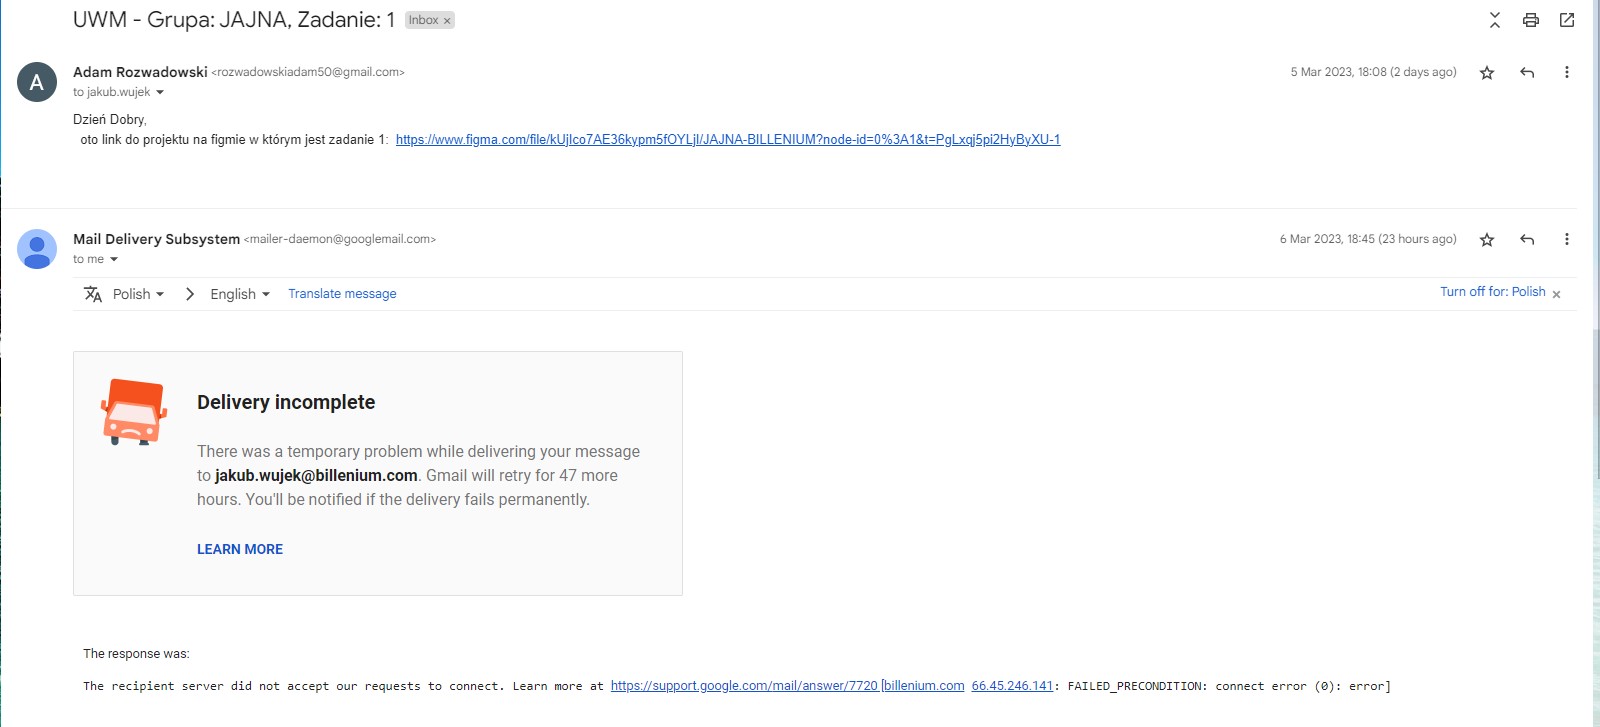 UWM - Grupa: JAJNA, Zadanie: 1 Inbox ×
A
Adam Rozwadowski <rozwadowskiadam50@gmail.com> 5 Mar 2023, 18:08 (2 days ago)
to jakub.wujek
Dzień Dobry,
oto link do projektu na figmie w którym jest zadanie 1: https://www.figma.com/file/kUjIco7AE36kypm5fOYLjI/JAJNA-BILLENIUM?node-id=0%3A1&t=PgLxqj5pi2HyByXU-1
Mail Delivery Subsystem <mailer-daemon@googlemail.com> 6 Mar 2023, 18:45 (23 hours ago)
to me
Polish > English Translate message Turn off for: Polish ×
Delivery incomplete
There was a temporary problem while delivering your message
to jakub.wujek@billenium.com. Gmail will retry for 47 more
hours. You'll be notified if the delivery fails permanently.
LEARN MORE
The response was:
The recipient server did not accept our requests to connect. Learn more at https://support.google.com/mail/answer/7720 [billenium.com 66.45.246.141: FAILED_PRECONDITION: connect error (0): error]